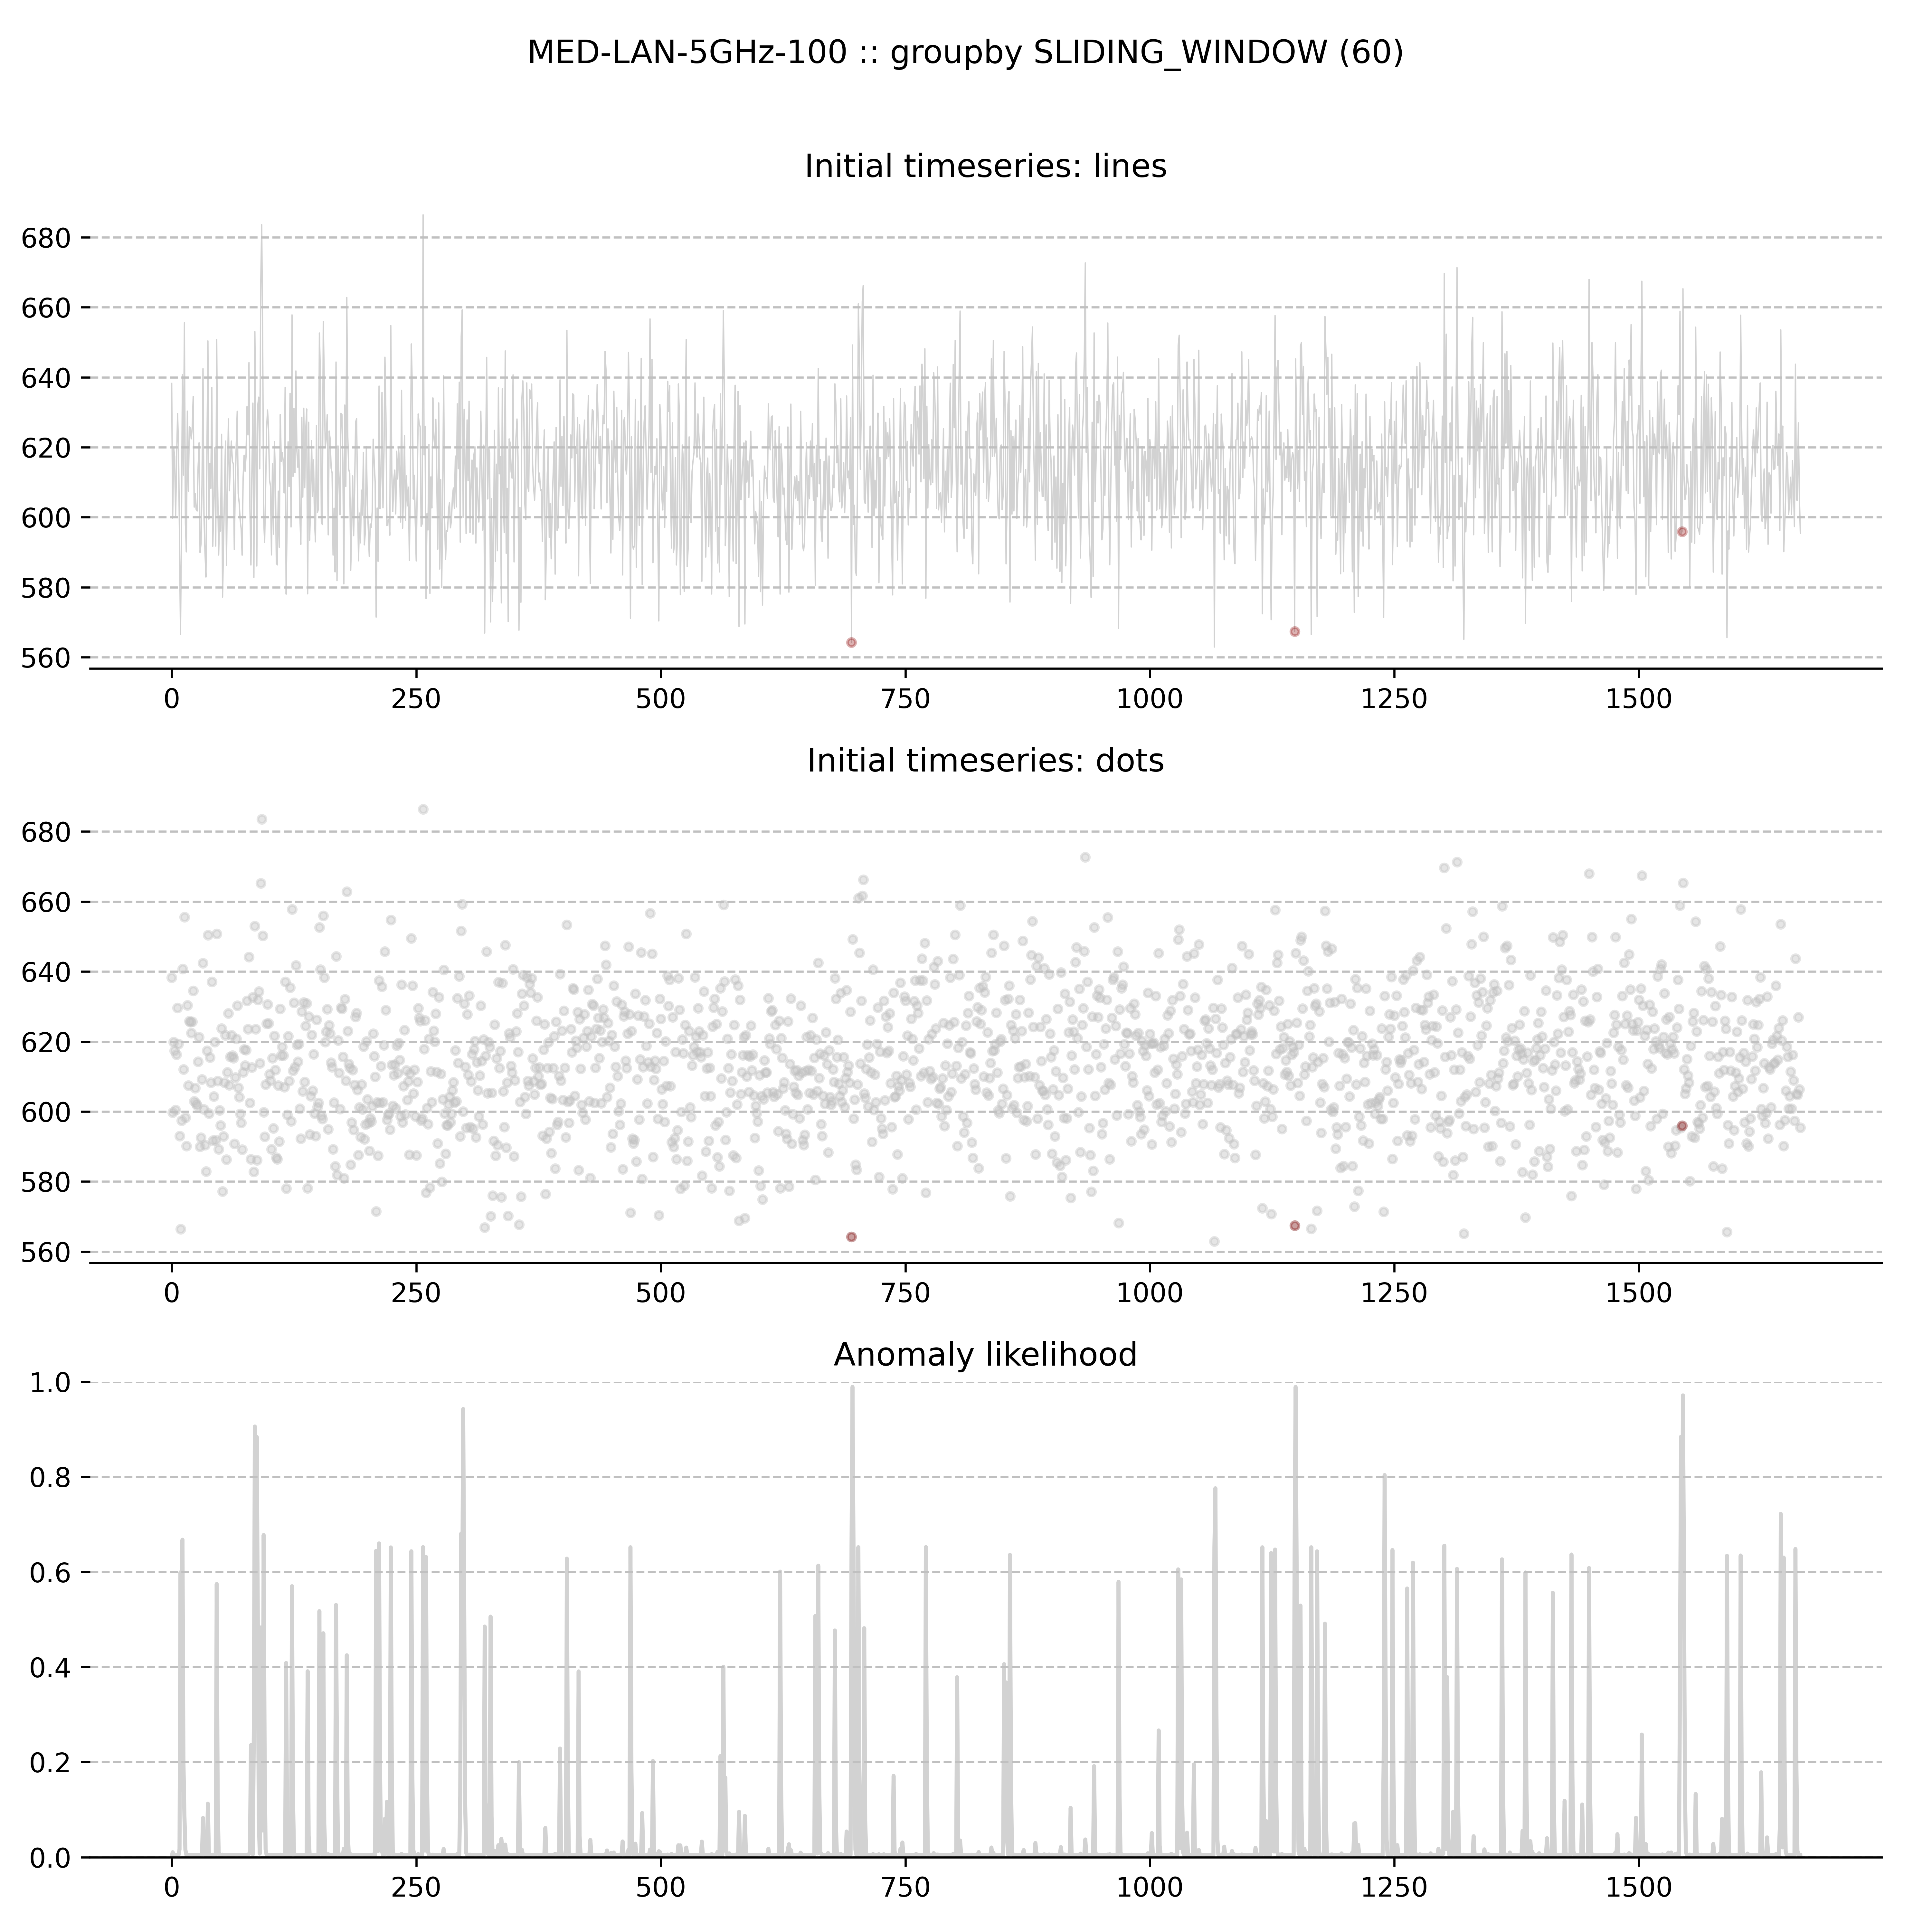 MED-LAN-5GHz-100 :: groupby SLIDING_WINDOW (60)
Initial timeseries: lines
680
660
640
620
600
580
560
0 250 500 750 1000 1250 1500
Initial timeseries: dots
680
660
640
620
600
580
560
0 250 500 750 1000 1250 1500
Anomaly likelihood
1.0
0.8
0.6
0.4
0.2
0.0
0 250 500 750 1000 1250 1500